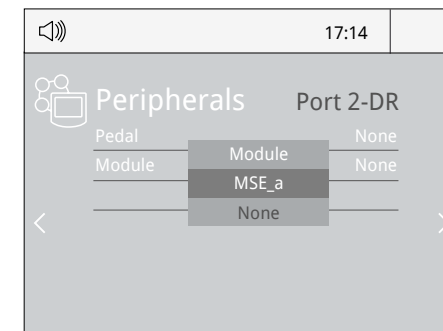 17:14
Peripherals Port 2-DR
Pedal None
Module None
Module
MSE_a
None